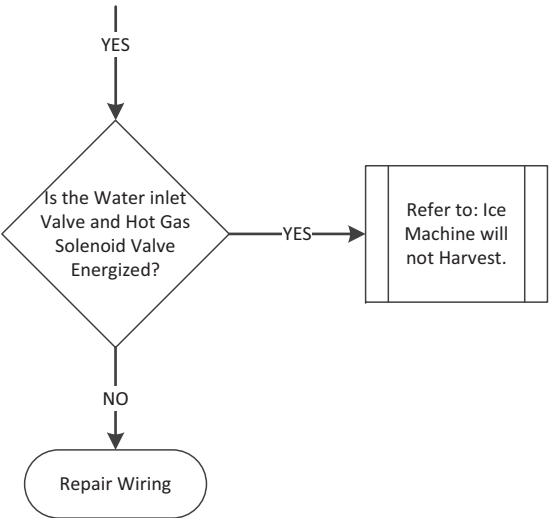 YES
Is the Water inlet
Valve and Hot Gas
Solenoid Valve
Energized?
YES
Refer to: Ice
Machine will
not Harvest.
NO
Repair Wiring